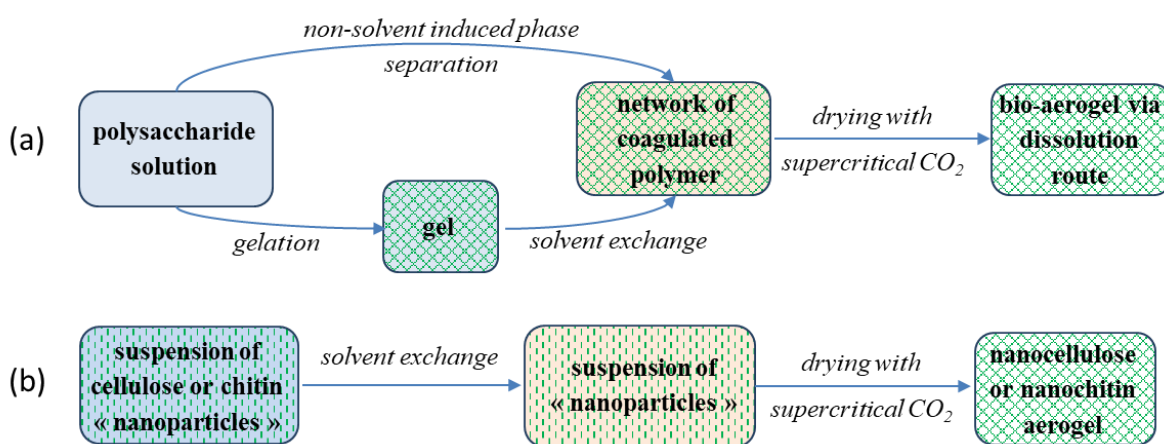 non-solvent induced phase
separation
(a)
polysaccharide
solution
network of
coagulated
polymer
drying with
supercritical CO2
bio-aerogel via
dissolution
route
gelation
gel
solvent exchange
(b)
suspension of
cellulose or chitin
« nanoparticles »
solvent exchange
suspension of
« nanoparticles »
drying with
supercritical CO2
nanocellulose
or nanochitin
aerogel